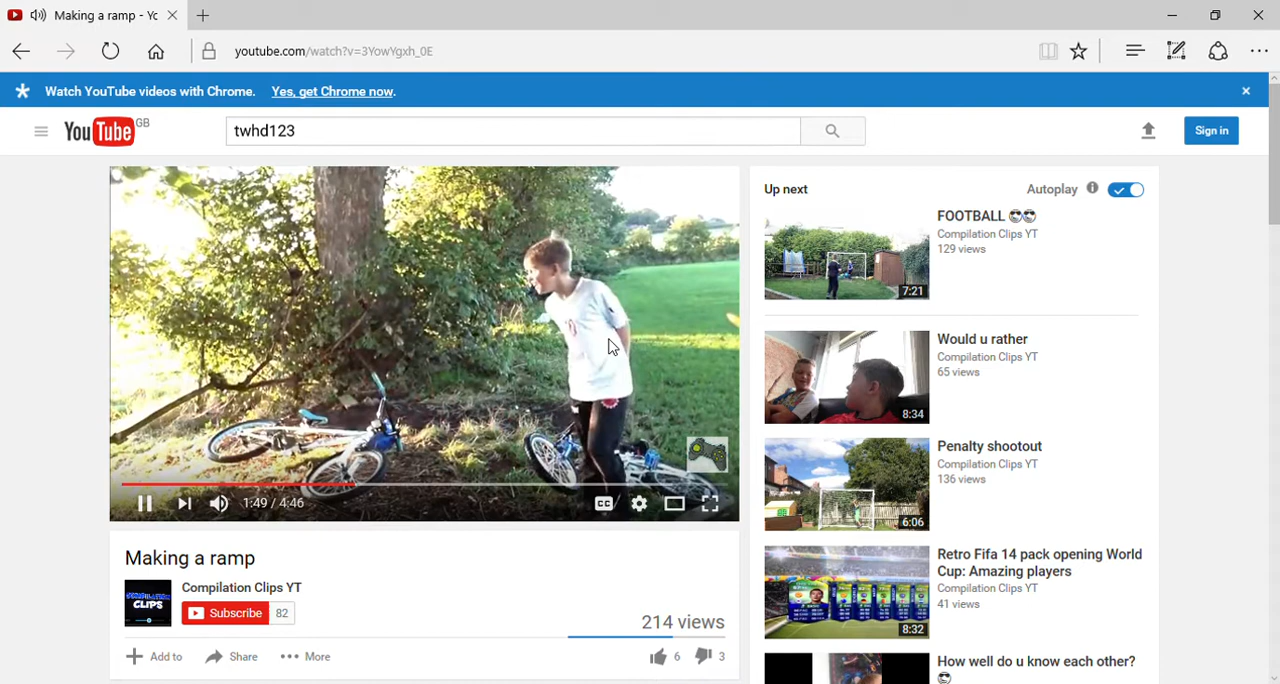 Making a ramp - Yo
youtube.com/watch?v=3YowYgxh_0E
Watch YouTube videos with Chrome. Yes, get Chrome now.
YouTube GB
twhd123
Sign in
Up next
Autoplay
FOOTBALL 😎😎
Compilation Clips YT
129 views
7:21
Would u rather
Compilation Clips YT
65 views
8:34
Penalty shootout
Compilation Clips YT
136 views
6:06
Retro Fifa 14 pack opening World
Cup: Amazing players
Compilation Clips YT
41 views
8:32
How well do u know each other?
😎
1:49 / 4:46
CC
Making a ramp
COMPILATION
CLIPS
Compilation Clips YT
Subscribe 82
214 views
Add to
Share
More
6
3